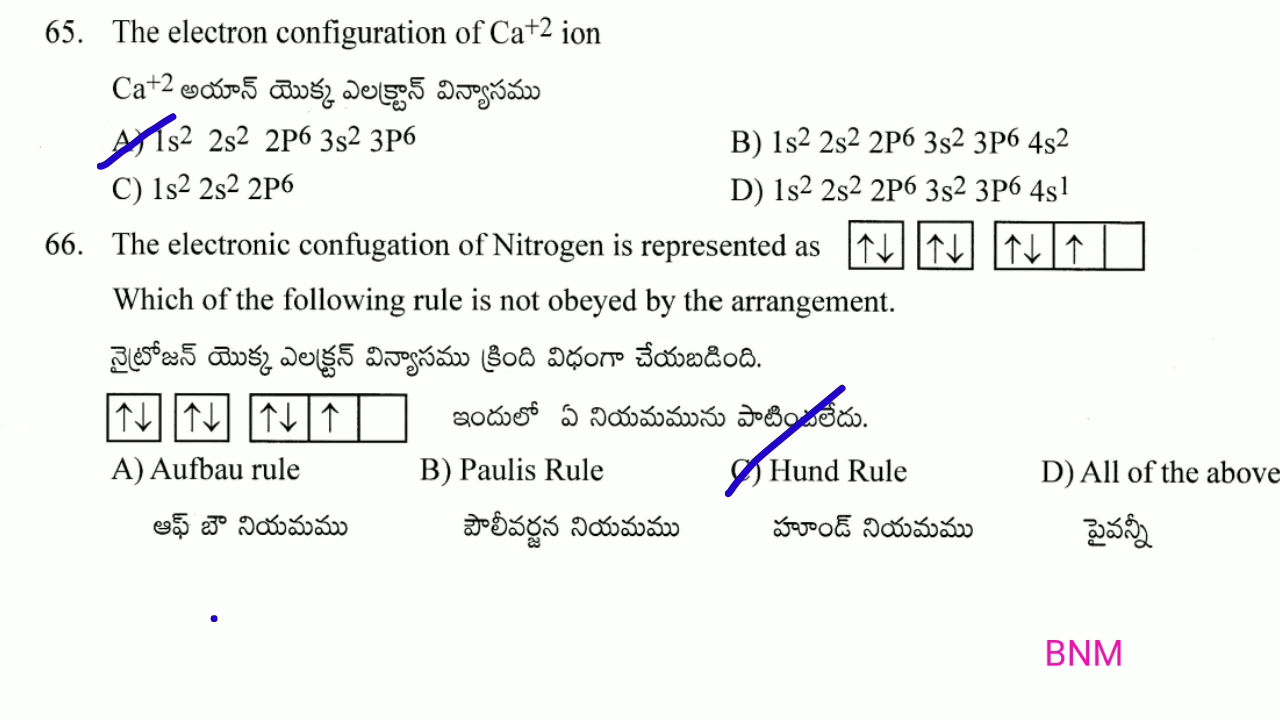 65. The electron configuration of Ca+2 ion
Ca+2 అయాన్ యొక్క ఎలక్ట్రాన్ విన్యాసము
A) 1s2 2s2 2P6 3s2 3P6 B) 1s2 2s2 2P6 3s2 3P6 4s2
C) 1s2 2s2 2P6 D) 1s2 2s2 2P6 3s2 3P6 4s1
66. The electronic confugation of Nitrogen is represented as ↑↓ ↑↓ ↑↓ ↑
Which of the following rule is not obeyed by the arrangement.
నైట్రోజన్ యొక్క ఎలక్ట్రన్ విన్యాసము క్రింది విధంగా చేయబడింది.
↑↓ ↑↓ ↑↓ ↑ ఇందులో ఏ నియమమును పాటించలేదు.
A) Aufbau rule B) Paulis Rule C) Hund Rule D) All of the above
ఆఫ్ బౌ నియమము పౌలీవర్జన నియమము హూండ్ నియమము పైవన్నీ
BNM